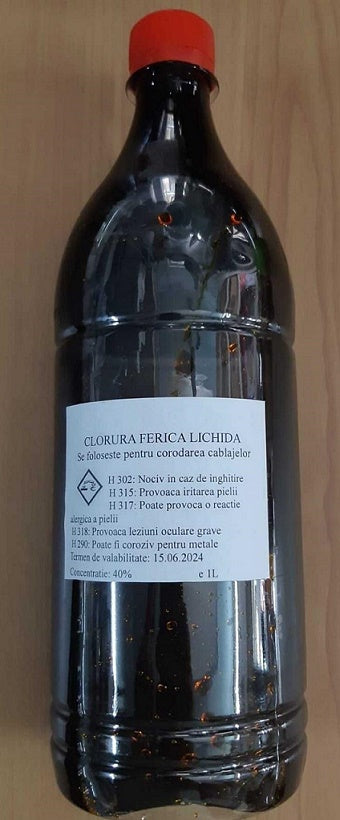 CLORURA FERICA LICHIDA
Se foloseste pentru corodarea cablajelor
H 302: Nociv in caz de inghitire
H 315: Provoaca iritarea pielii
H 317: Poate provoca o reactie
alergica a pielii
H 318: Provoaca leziuni oculare grave
H 290: Poate fi coroziv pentru metale
Termen de valabilitate: 15.06.2024
Concentratie: 40% e 1L